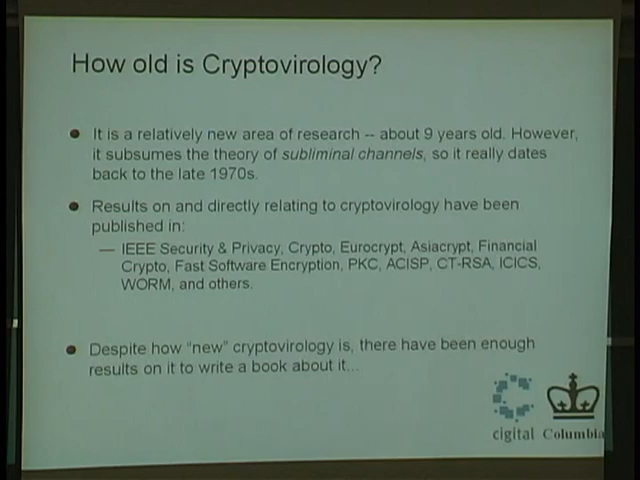 How old is Cryptovirology?
It is a relatively new area of research -- about 9 years old. However,
it subsumes the theory of subliminal channels, so it really dates
back to the late 1970s.
Results on and directly relating to cryptovirology have been
published in:
— IEEE Security & Privacy, Crypto, Eurocrypt, Asiacrypt, Financial
Crypto, Fast Software Encryption, PKC, ACISP, CT-RSA, ICICS,
WORM, and others.
Despite how “new” cryptovirology is, there have been enough
results on it to write a book about it...
cigital Columbia